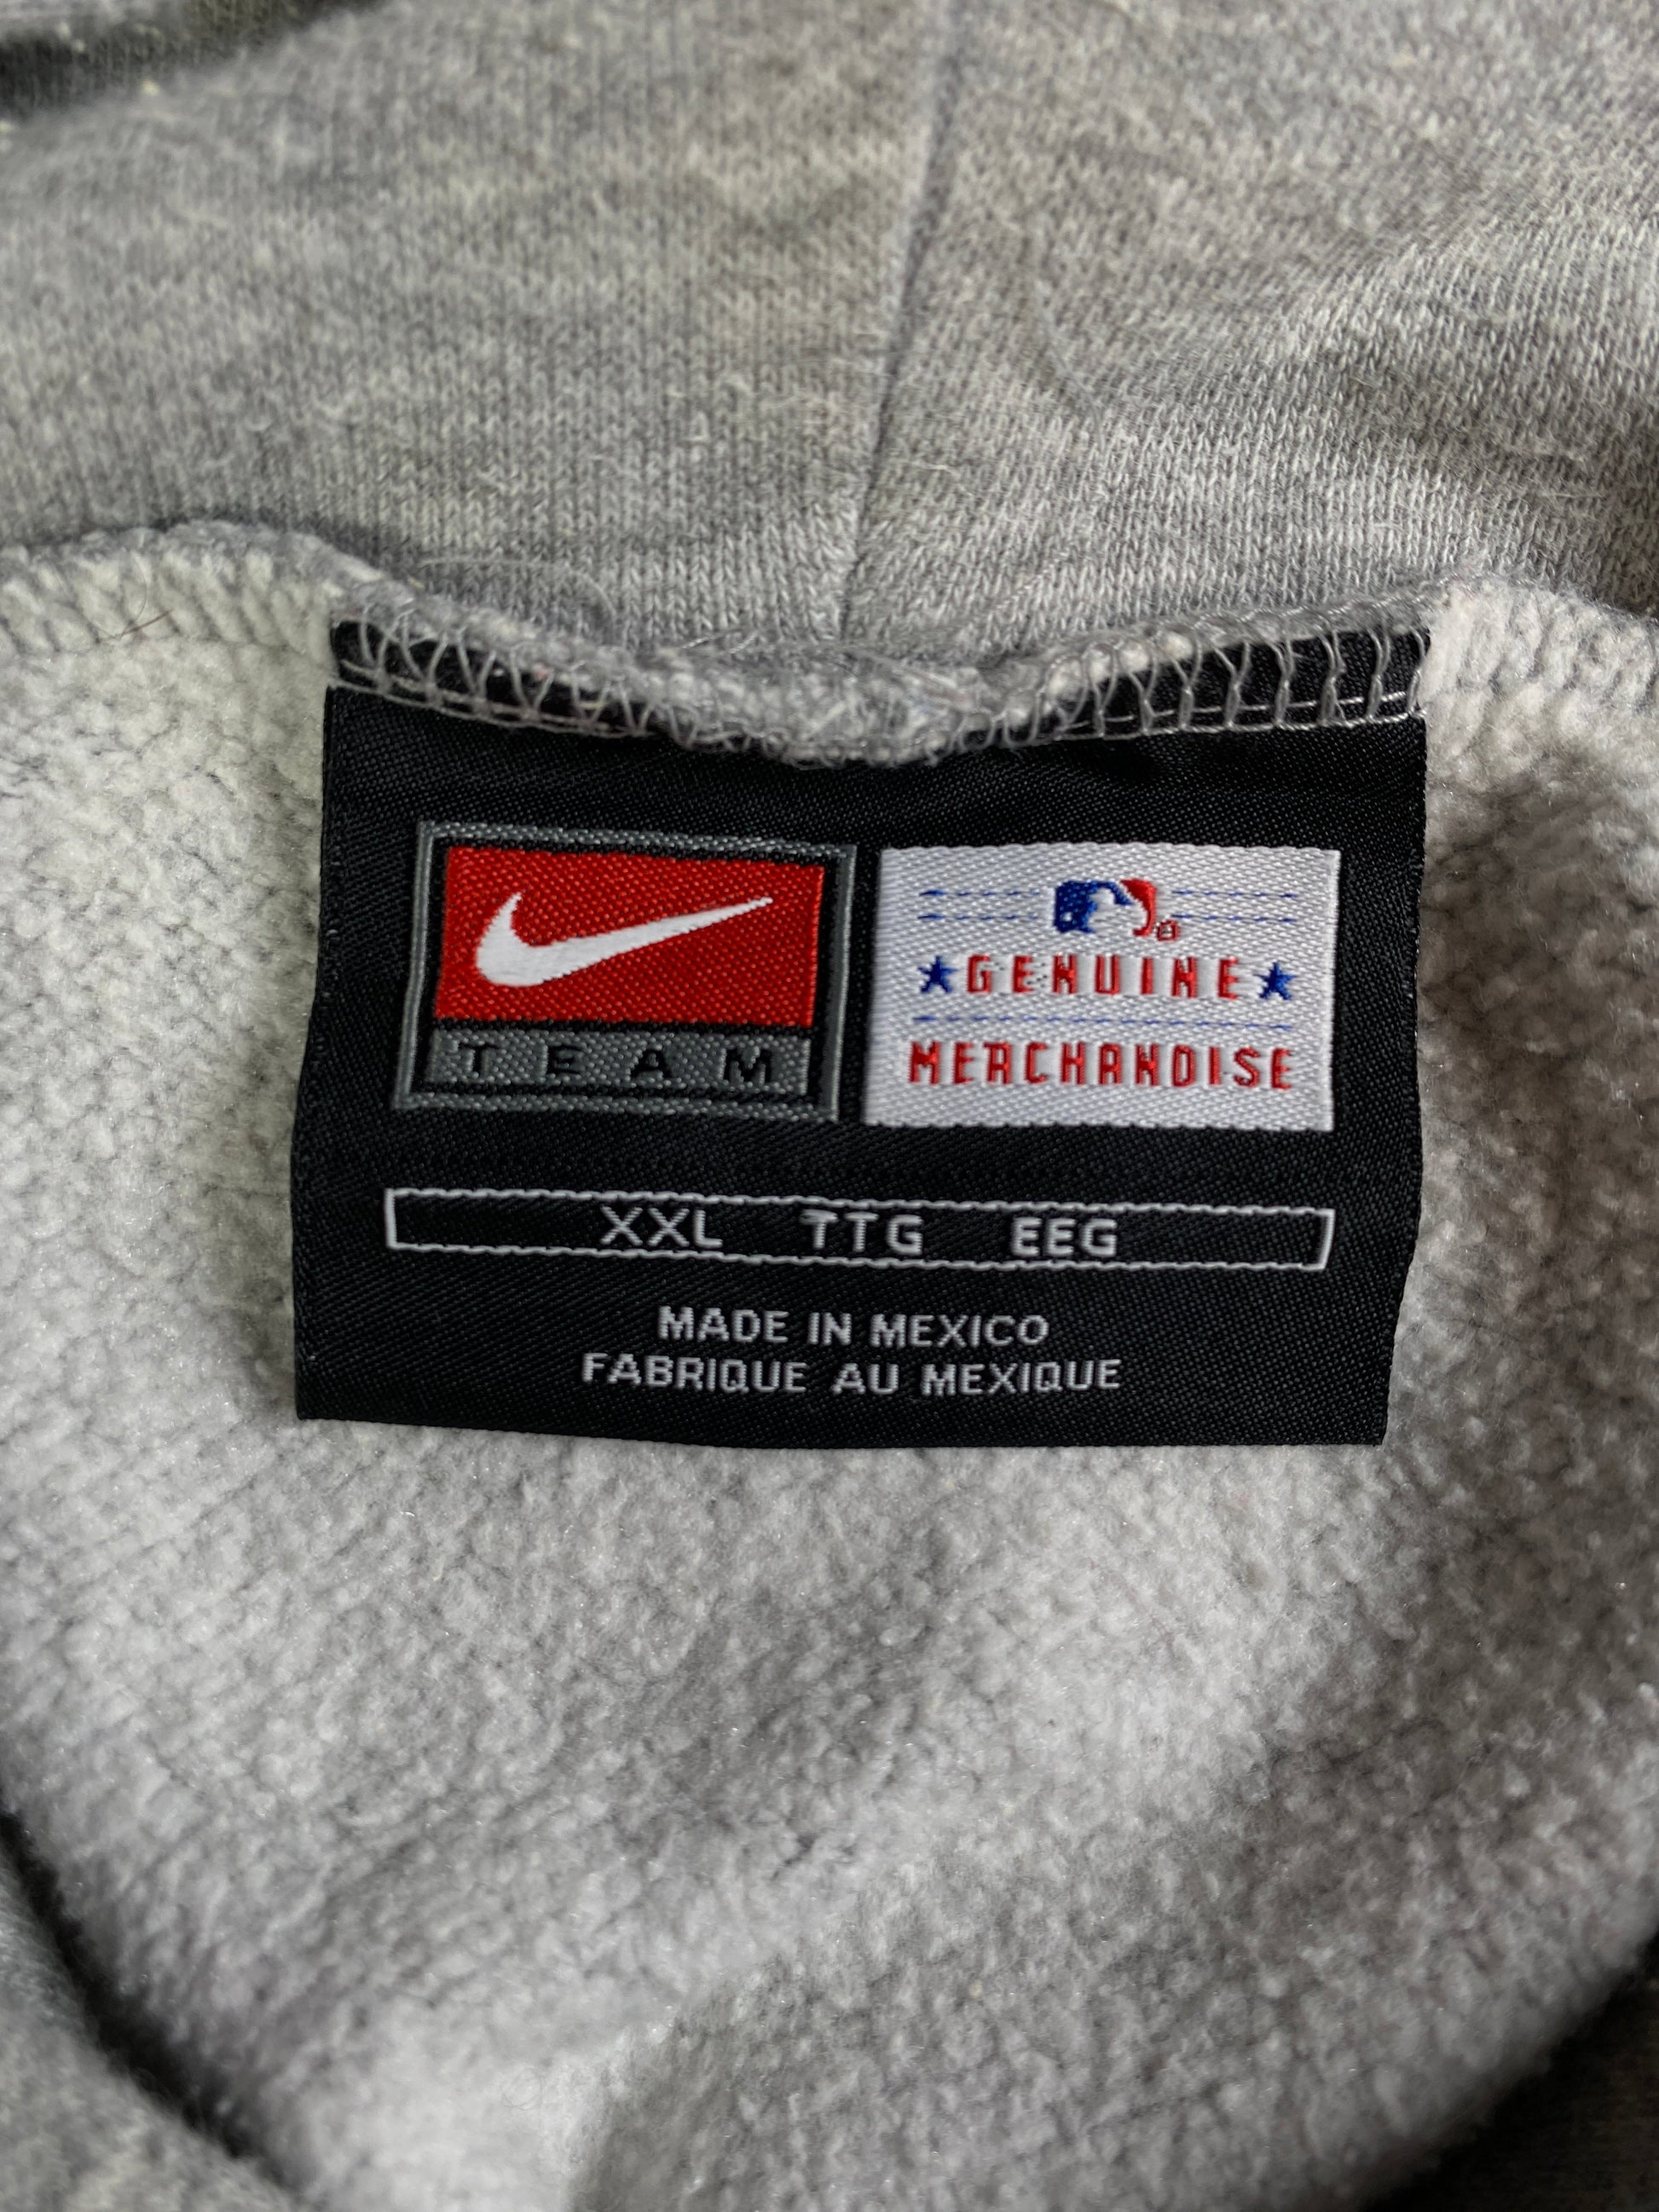 TEAM
GENUINE
MERCHANDISE
XXL TTG EEG
MADE IN MEXICO
FABRIQUE AU MEXIQUE